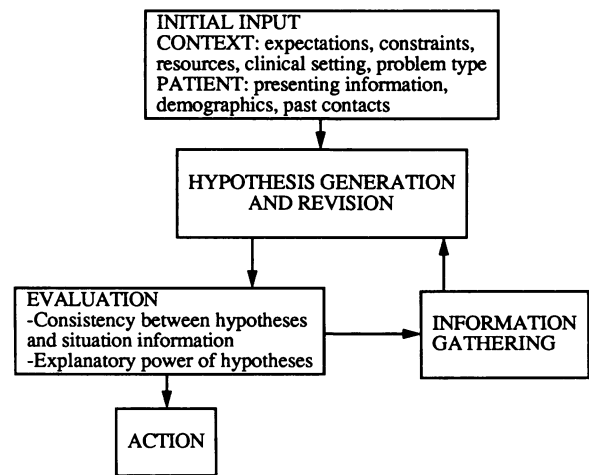 INITIAL INPUT
CONTEXT: expectations, constraints,
resources, clinical setting, problem type
PATIENT: presenting information,
demographics, past contacts
HYPOTHESIS GENERATION
AND REVISION
EVALUATION
-Consistency between hypotheses
and situation information
-Explanatory power of hypotheses
INFORMATION
GATHERING
ACTION